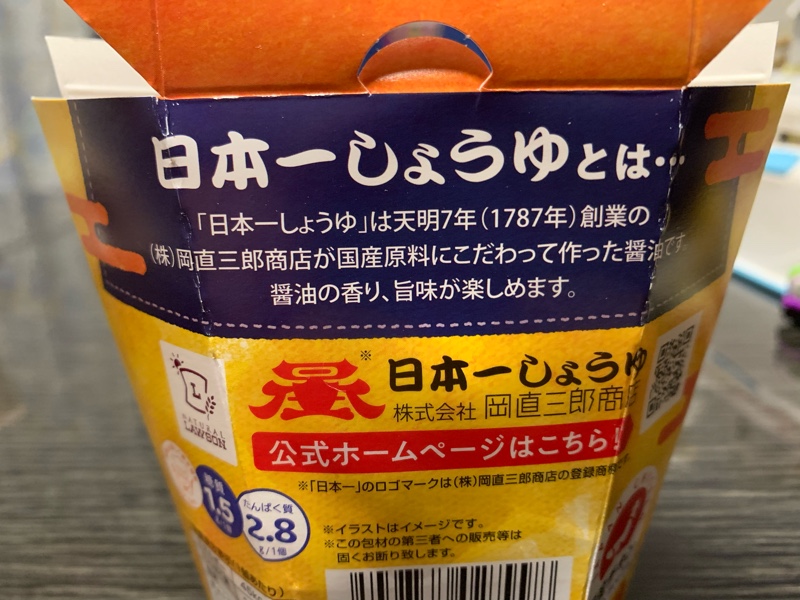 日本一しょうゆとは…
「日本一しょうゆ」は天明7年(1787年)創業の
(株)岡直三郎商店が国産原料にこだわって作った醤油です。
醤油の香り、旨味が楽しめます。
NATURAL
LAWSON
※
日本一しょうゆ
株式会社 岡直三郎商店
公式ホームページはこちら!
※「日本一」のロゴマークは(株)岡直三郎商店の登録商標です。
糖質
1.5
たんぱく質
2.8
g/1個
※イラストはイメージです。
※この包材の第三者への販売等は
固くお断り致します。